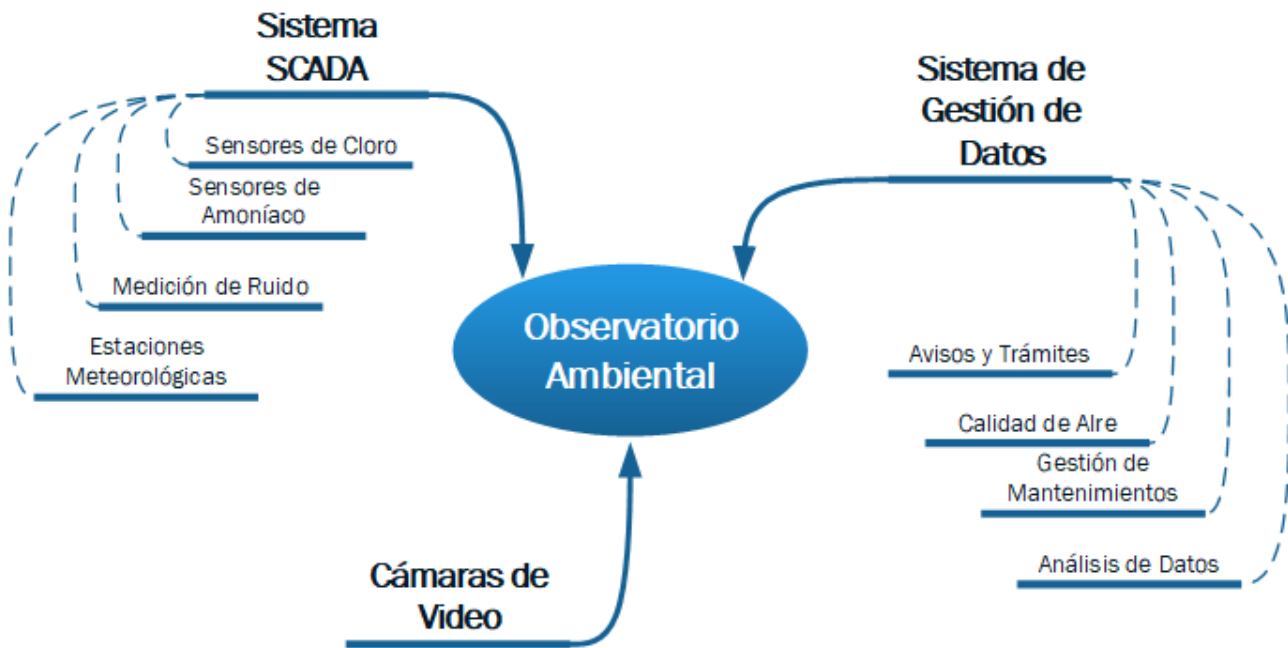 Sistema
SCADA
Sensores de Cloro
Sensores de
Amoníaco
Medición de Ruido
Estaciones
Meteorológicas
Sistema de
Gestión de
Datos
Avisos y Trámites
Calidad de AIre
Gestión de
Mantenimientos
Análisis de Datos
Observatorio
Ambiental
Cámaras de
Video